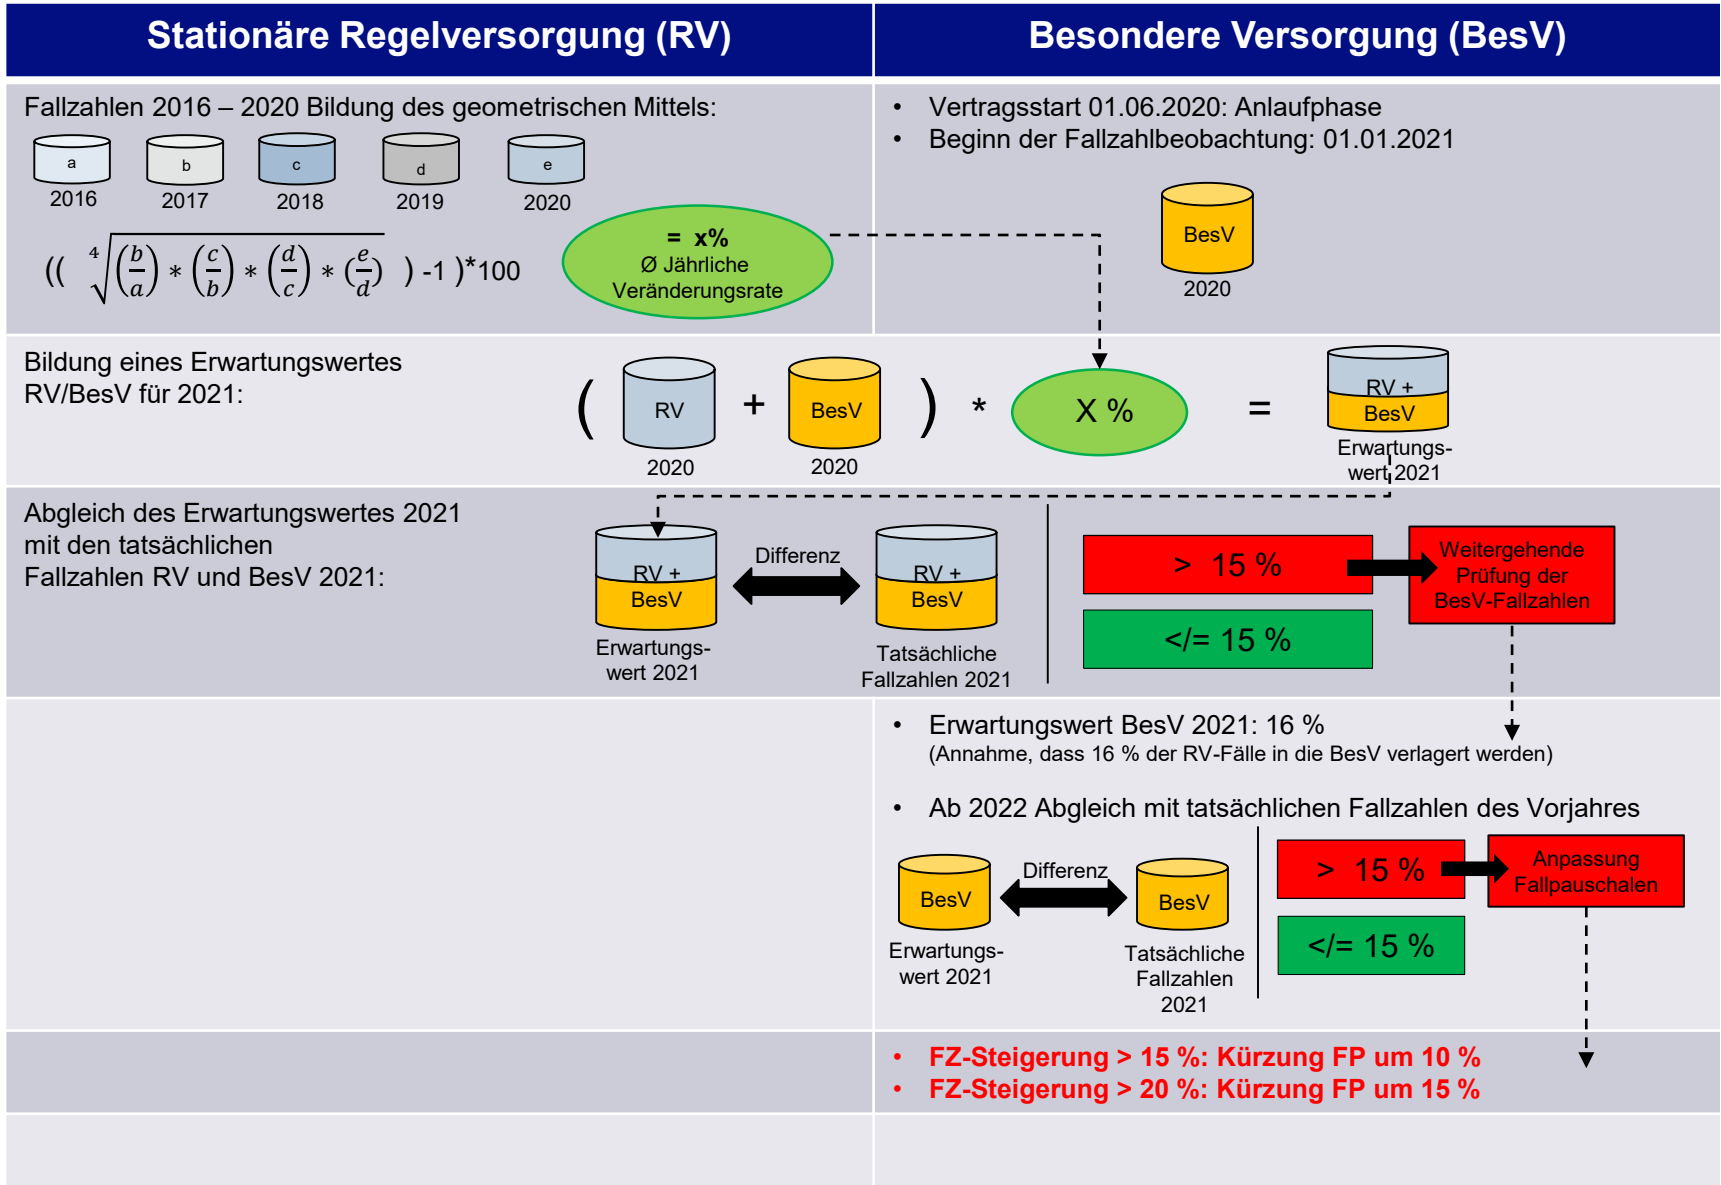 Stationäre Regelversorgung (RV)
Besondere Versorgung (BesV)
Fallzahlen 2016 – 2020 Bildung des geometrischen Mittels:
a
b
c
d
e
2016
2017
2018
2019
2020
(( ⁴√(b/a) * (c/b) * (d/c) * (e/d) ) -1 )*100
= x%
Ø Jährliche
Veränderungsrate
• Vertragsstart 01.06.2020: Anlaufphase
• Beginn der Fallzahlbeobachtung: 01.01.2021
BesV
2020
Bildung eines Erwartungswertes
RV/BesV für 2021:
( RV + BesV ) * X % =
2020
2020
RV +
BesV
Erwartungs-
wert 2021
Abgleich des Erwartungswertes 2021
mit den tatsächlichen
Fallzahlen RV und BesV 2021:
RV +
BesV
Erwartungs-
wert 2021
Differenz
RV +
BesV
Tatsächliche
Fallzahlen 2021
> 15 %
</= 15 %
Weitergehende
Prüfung der
BesV-Fallzahlen
• Erwartungswert BesV 2021: 16 %
(Annahme, dass 16 % der RV-Fälle in die BesV verlagert werden)
• Ab 2022 Abgleich mit tatsächlichen Fallzahlen des Vorjahres
BesV
Erwartungs-
wert 2021
Differenz
BesV
Tatsächliche
Fallzahlen
2021
> 15 %
</= 15 %
Anpassung
Fallpauschalen
• FZ-Steigerung > 15 %: Kürzung FP um 10 %
• FZ-Steigerung > 20 %: Kürzung FP um 15 %